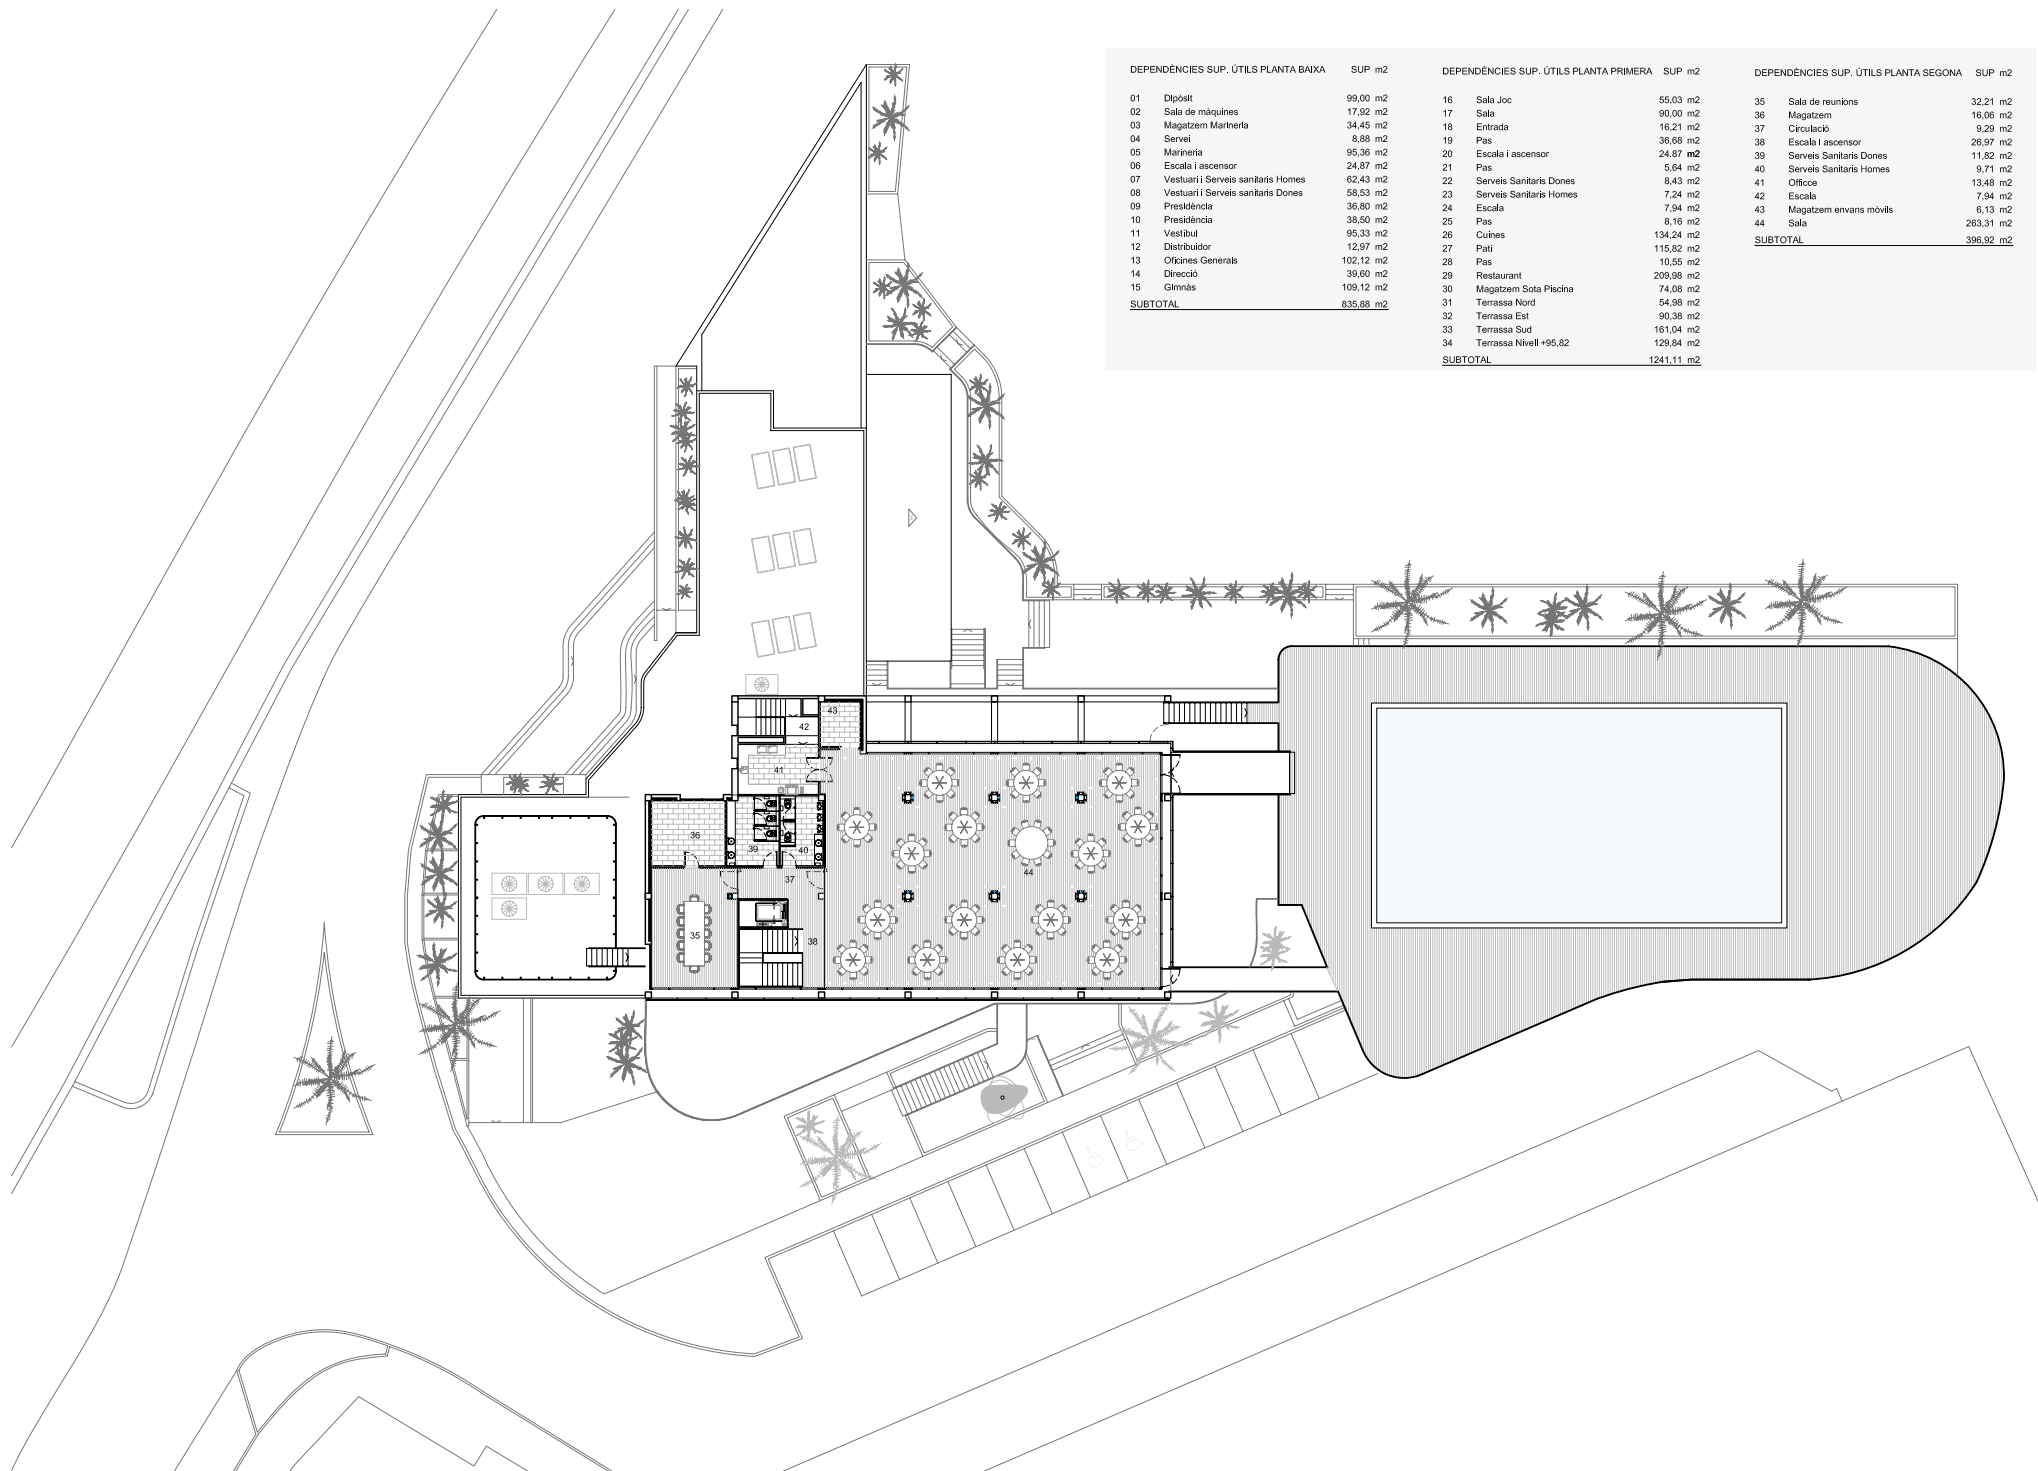 DEPENDÈNCIES SUP. ÚTILS PLANTA BAIXA SUP m2
01 Dipòsit 99,00 m2
02 Sala de màquines 17,92 m2
03 Magatzem Marineria 34,45 m2
04 Servei 8,88 m2
05 Marineria 95,36 m2
06 Escala i ascensor 24,87 m2
07 Vestuari i Serveis sanitaris Homes 62,43 m2
08 Vestuari i Serveis sanitaris Dones 58,53 m2
09 Presidència 36,80 m2
10 Presidència 38,50 m2
11 Vestíbul 95,33 m2
12 Distribuidor 12,97 m2
13 Oficines Generals 102,12 m2
14 Direcció 39,60 m2
15 Gimnàs 109,12 m2
SUBTOTAL 835,88 m2
DEPENDÈNCIES SUP. ÚTILS PLANTA PRIMERA SUP m2
16 Sala Joc 55,03 m2
17 Sala 90,00 m2
18 Entrada 16,21 m2
19 Pas 36,68 m2
20 Escala i ascensor 24.87 m2
21 Pas 5,64 m2
22 Serveis Sanitaris Dones 8,43 m2
23 Serveis Sanitaris Homes 7,24 m2
24 Escala 7,94 m2
25 Pas 8,16 m2
26 Cuines 134,24 m2
27 Pati 115,82 m2
28 Pas 10,55 m2
29 Restaurant 209,98 m2
30 Magatzem Sota Piscina 74,08 m2
31 Terrassa Nord 54,98 m2
32 Terrassa Est 90,38 m2
33 Terrassa Sud 161,04 m2
34 Terrassa Nivell +95,82 129,84 m2
SUBTOTAL 1241,11 m2
DEPENDÈNCIES SUP. ÚTILS PLANTA SEGONA SUP m2
35 Sala de reunions 32,21 m2
36 Magatzem 16,06 m2
37 Circulació 9,29 m2
38 Escala I ascensor 26,97 m2
39 Serveis Sanitaris Dones 11,82 m2
40 Serveis Sanitaris Homes 9,71 m2
41 Officce 13,48 m2
42 Escala 7,94 m2
43 Magatzem envans mòvils 6,13 m2
44 Sala 263,31 m2
SUBTOTAL 396,92 m2
43
42
41
36
39
40
44
37
35
38